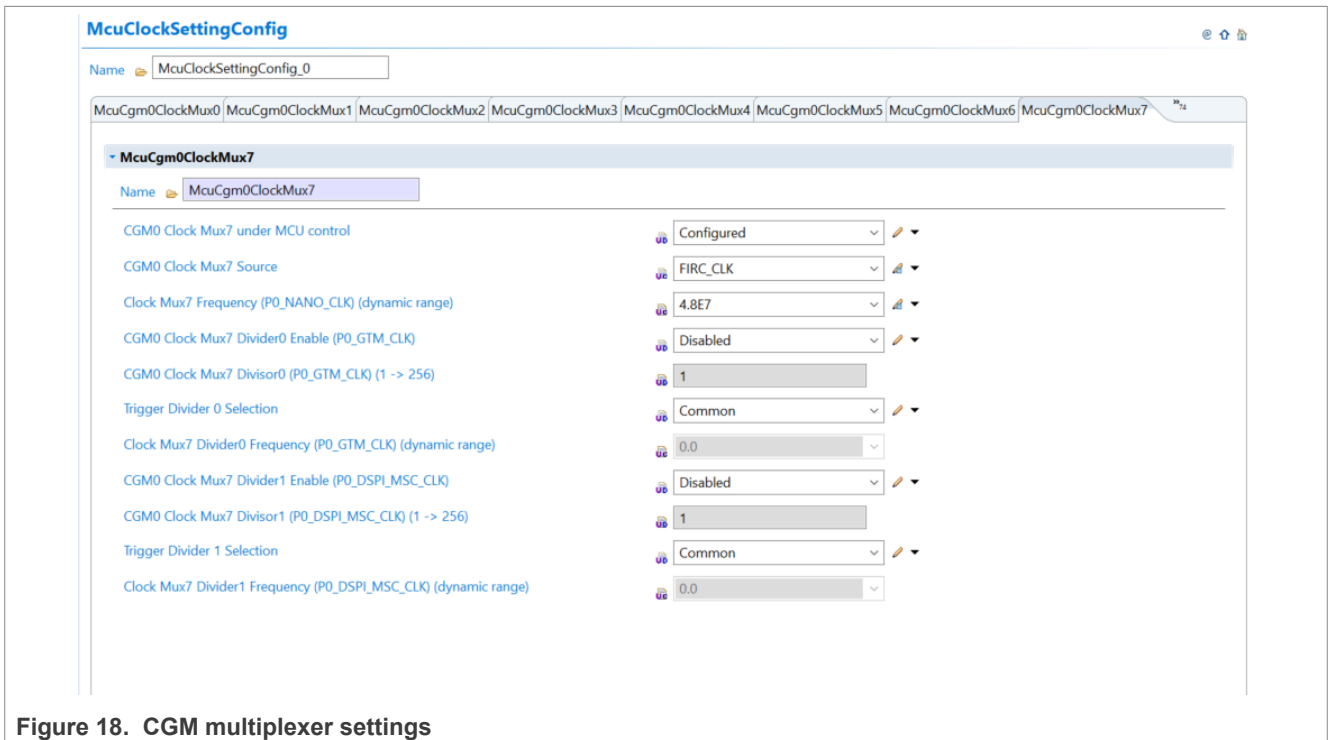 McuClockSettingConfig
Name McuClockSettingConfig_0
McuCgm0ClockMux0 McuCgm0ClockMux1 McuCgm0ClockMux2 McuCgm0ClockMux3 McuCgm0ClockMux4 McuCgm0ClockMux5 McuCgm0ClockMux6 McuCgm0ClockMux7 »74
McuCgm0ClockMux7
Name McuCgm0ClockMux7
CGM0 Clock Mux7 under MCU control Configured
CGM0 Clock Mux7 Source FIRC_CLK
Clock Mux7 Frequency (P0_NANO_CLK) (dynamic range) 4.8E7
CGM0 Clock Mux7 Divider0 Enable (P0_GTM_CLK) Disabled
CGM0 Clock Mux7 Divisor0 (P0_GTM_CLK) (1 -> 256) 1
Trigger Divider 0 Selection Common
Clock Mux7 Divider0 Frequency (P0_GTM_CLK) (dynamic range) 0.0
CGM0 Clock Mux7 Divider1 Enable (P0_DSPI_MSC_CLK) Disabled
CGM0 Clock Mux7 Divisor1 (P0_DSPI_MSC_CLK) (1 -> 256) 1
Trigger Divider 1 Selection Common
Clock Mux7 Divider1 Frequency (P0_DSPI_MSC_CLK) (dynamic range) 0.0
Figure 18. CGM multiplexer settings